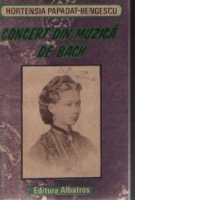 HORTENSIA PAPADAT-BENGESCU
CONCERT DIN MUZICĂ
DE BACH
Editura Albatros